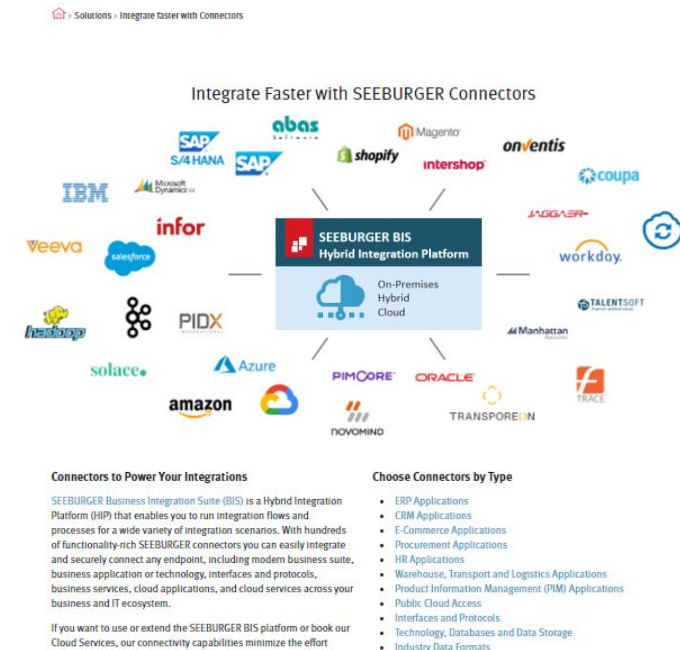 > Solutions > Integrate faster with Connectors
Integrate Faster with SEEBURGER Connectors
abas
Magento
SAP
S/4 HANA
SAP
shopify
intershop
onventis
coupa
IBM
Microsoft
Dynamics
JAGGAER
infor
veeva
salesforce
SEEBURGER BIS
Hybrid Integration Platform
workday.
On-Premises
Hybrid
Cloud
TALENTSOFT
hadoop
PIDX
Manhattan
solace.
Azure
PIMCORE
ORACLE
TRACE
amazon
TRANSPOREON
novomind
Connectors to Power Your Integrations
SEEBURGER Business Integration Suite (BIS) is a Hybrid Integration
Platform (HIP) that enables you to run integration flows and
processes for a wide variety of integration scenarios. With hundreds
of functionality-rich SEEBURGER connectors you can easily integrate
and securely connect any endpoint, including modern business suite,
business application or technology, interfaces and protocols,
business services, cloud applications, and cloud services across your
business and IT ecosystem.
If you want to use or extend the SEEBURGER BIS platform or book our
Cloud Services, our connectivity capabilities minimize the effort
Choose Connectors by Type
• ERP Applications
• CRM Applications
• E-Commerce Applications
• Procurement Applications
• HR Applications
• Warehouse, Transport and Logistics Applications
• Product Information Management (PIM) Applications
• Public Cloud Access
• Interfaces and Protocols
• Technology, Databases and Data Storage
• Industry Data Formats